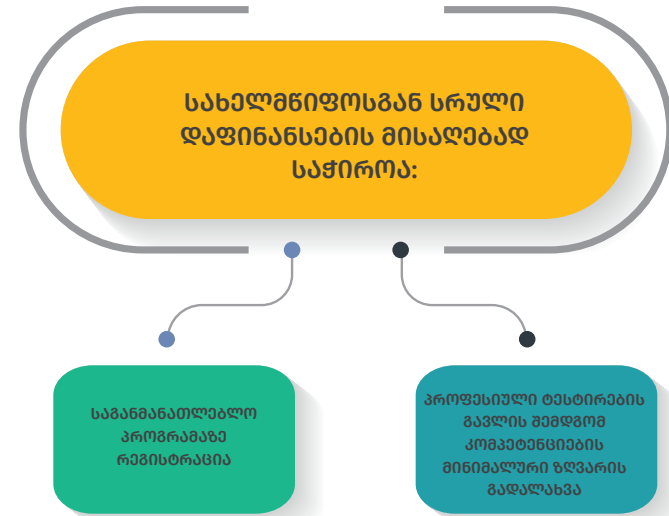 სახელმწიფოსგან სრული
დაფინანსების მისაღებად
საჭიროა:
საგანმანათლებლო
პროგრამაზე
რეგისტრაცია
პროფესიული ტესტირების
გავლის შემდგომ
კომპეტენციების
მინიმალური ზღვარის
გადალახვა